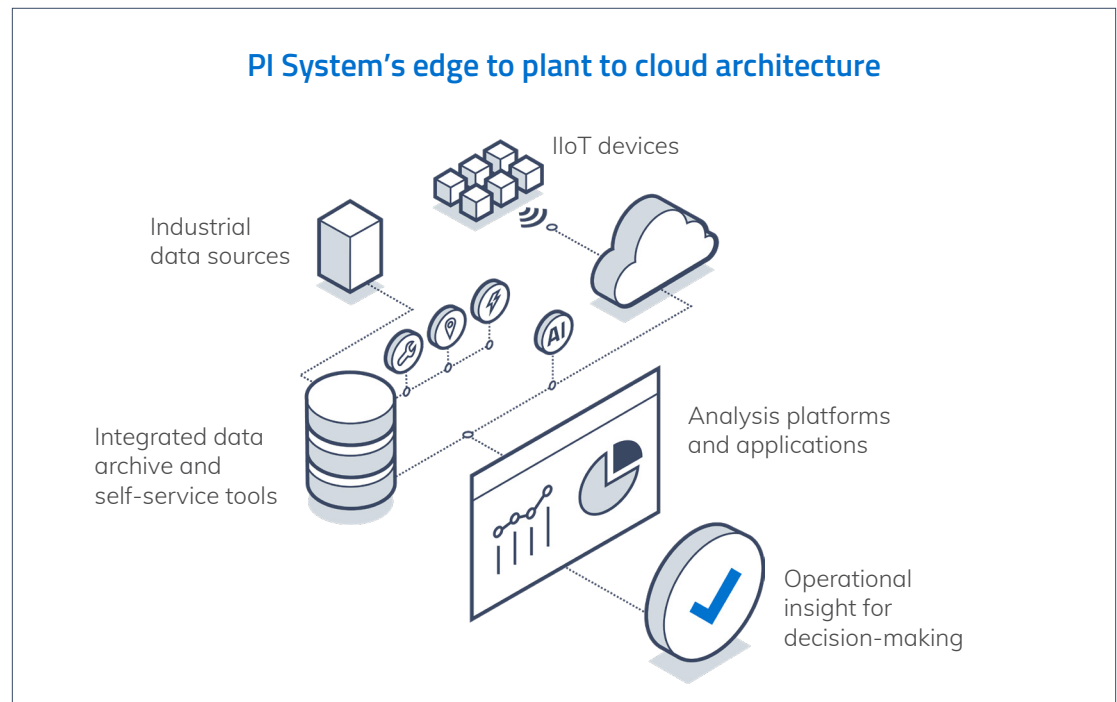 PI System’s edge to plant to cloud architecture
IIoT devices
Industrial
data sources
AI
Analysis platforms
and applications
Integrated data
archive and
self-service tools
Operational
insight for
decision-making